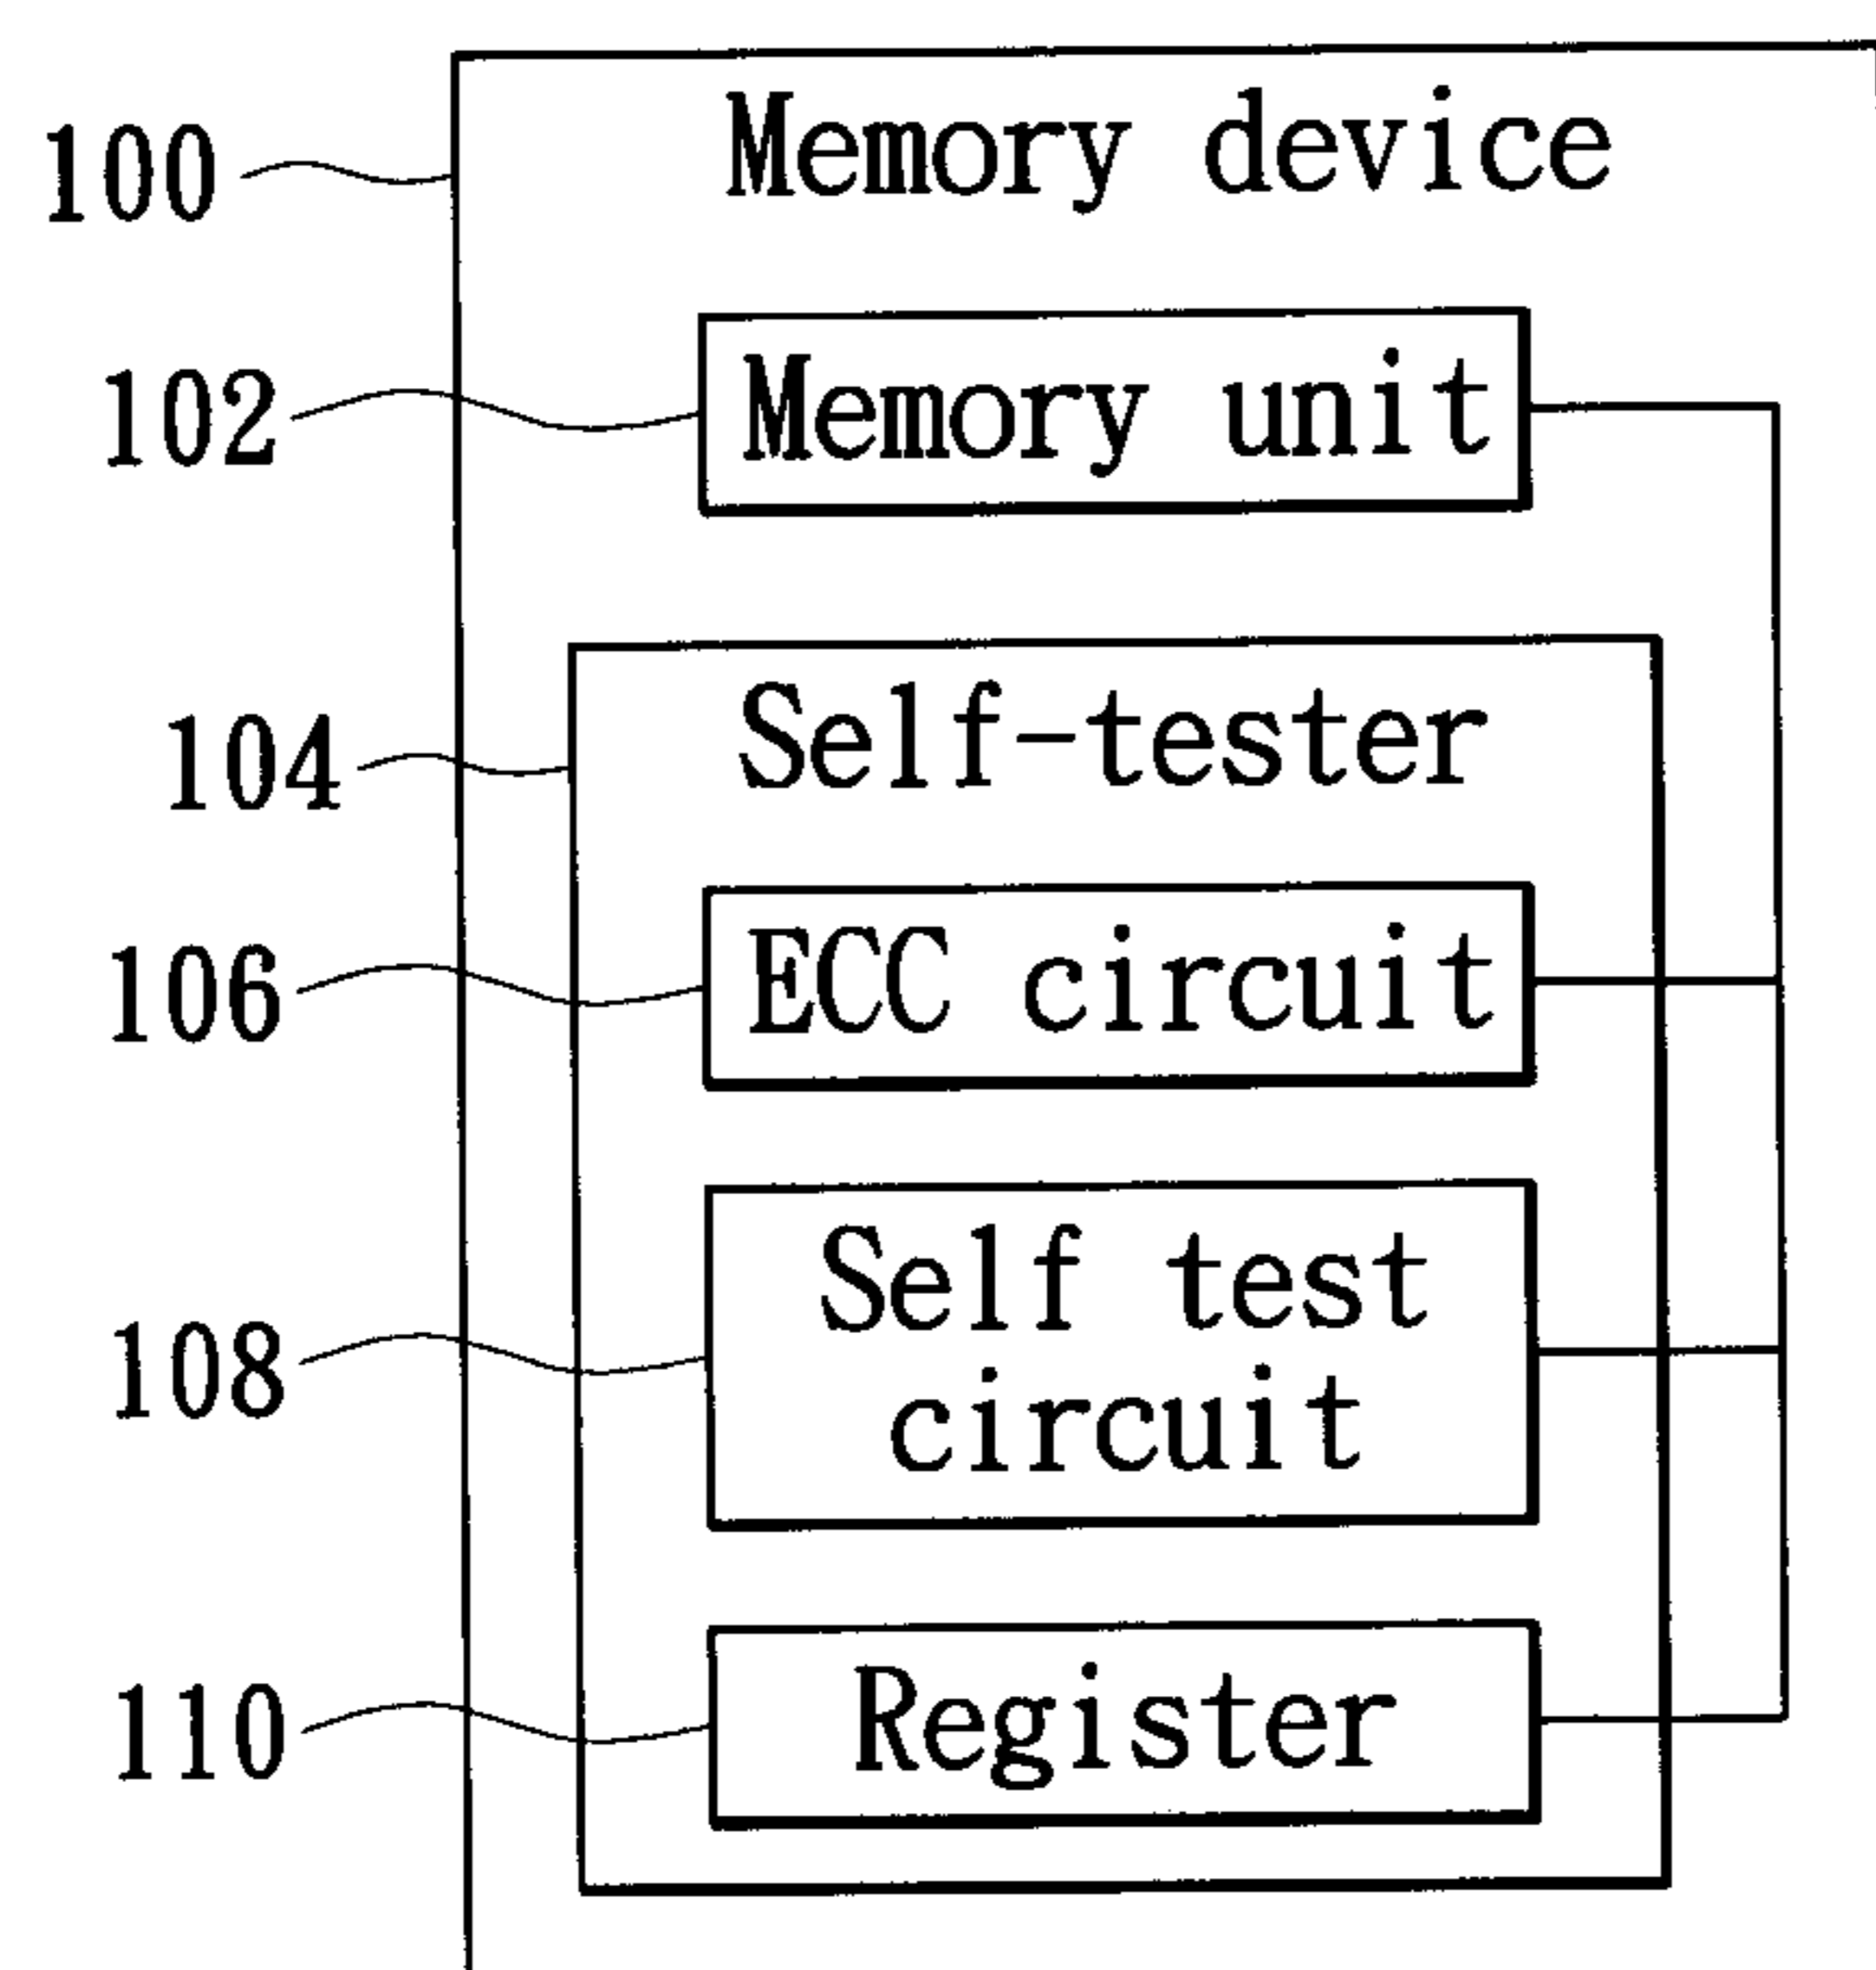 100
Memory device
102
Memory unit
104
Self-tester
106
ECC circuit
108
Self test
circuit
110
Register